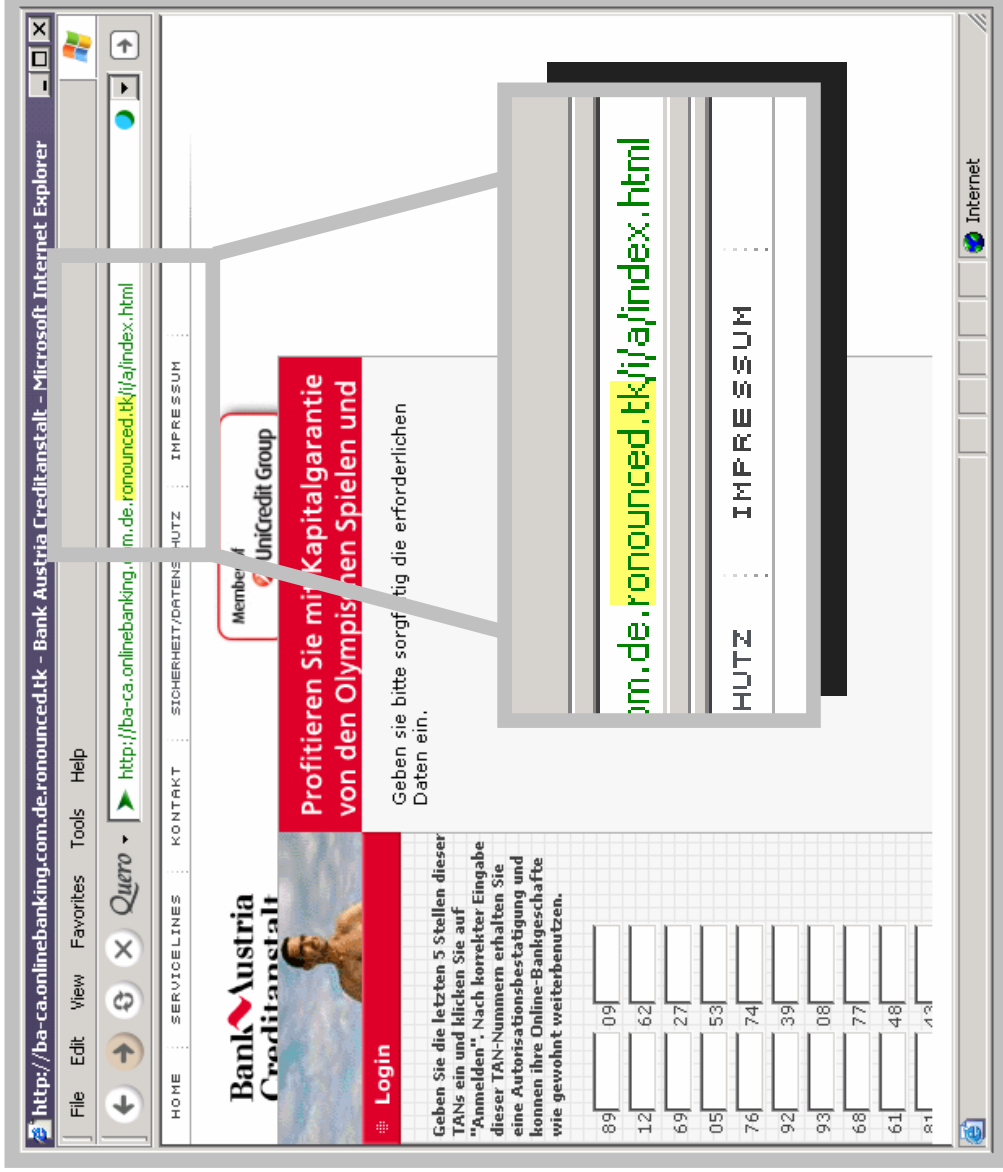 http://ba-ca.onlinebanking.com.de.ronounced.tk - Bank Austria Creditanstalt - Microsoft Internet Explorer
File Edit View Favorites Tools Help
Quero http://ba-ca.onlinebanking.com.de.ronounced.tk/i/a/index.html
HOME SERVICELINES KONTAKT SICHERHEIT/DATENSCHUTZ IMPRESSUM
Bank Austria
Creditanstalt
Member of
UniCredit Group
Profitieren Sie mit Kapitalgarantie
von den Olympischen Spielen und
Login
Geben Sie die letzten 5 Stellen dieser
TANs ein und klicken Sie auf
"Anmelden". Nach korrekter Eingabe
dieser TAN-Nummern erhalten Sie
eine Autorisationsbestatigung und
konnen ihre Online-Bankgeschafte
wie gewohnt weiterbenutzen.
89 09
12 62
69 27
05 53
76 74
92 39
93 08
68 77
61 48
81 43
Geben sie bitte sorgfältig die erforderlichen
Daten ein.
om.de.ronounced.tk/i/a/index.html
HUTZ IMPRESSUM
Internet